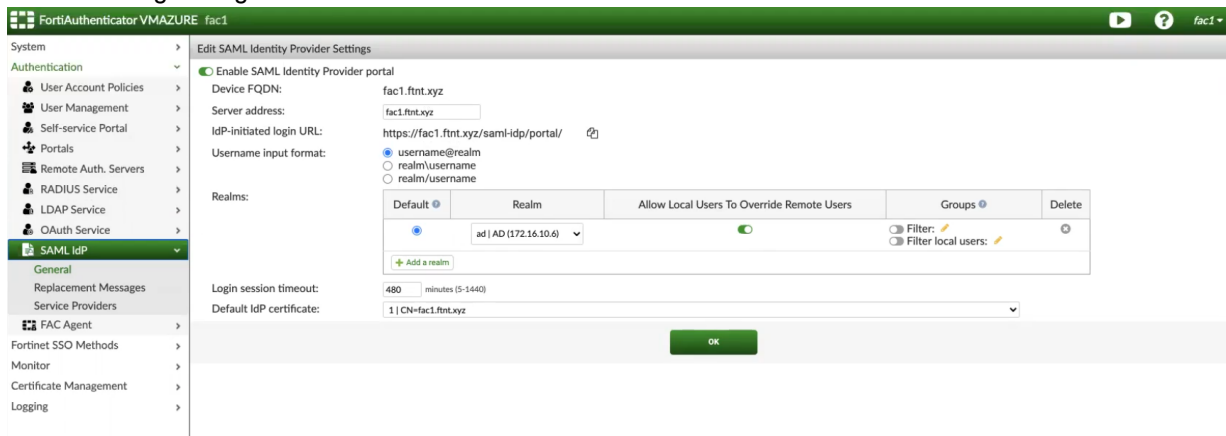 FortiAuthenticator VMAZURE fac1
fac1
System
Authentication
User Account Policies
User Management
Self-service Portal
Portals
Remote Auth. Servers
RADIUS Service
LDAP Service
OAuth Service
SAML IdP
General
Replacement Messages
Service Providers
FAC Agent
Fortinet SSO Methods
Monitor
Certificate Management
Logging
Edit SAML Identity Provider Settings
Enable SAML Identity Provider portal
Device FQDN: fac1.ftnt.xyz
Server address: fac1.ftnt.xyz
IdP-initiated login URL: https://fac1.ftnt.xyz/saml-idp/portal/
Username input format: username@realm
realm\username
realm/username
Realms:
Default Realm Allow Local Users To Override Remote Users Groups Delete
ad | AD (172.16.10.6) Filter:
Filter local users:
+ Add a realm
Login session timeout: 480 minutes (5-1440)
Default IdP certificate: 1 | CN=fac1.ftnt.xyz
OK